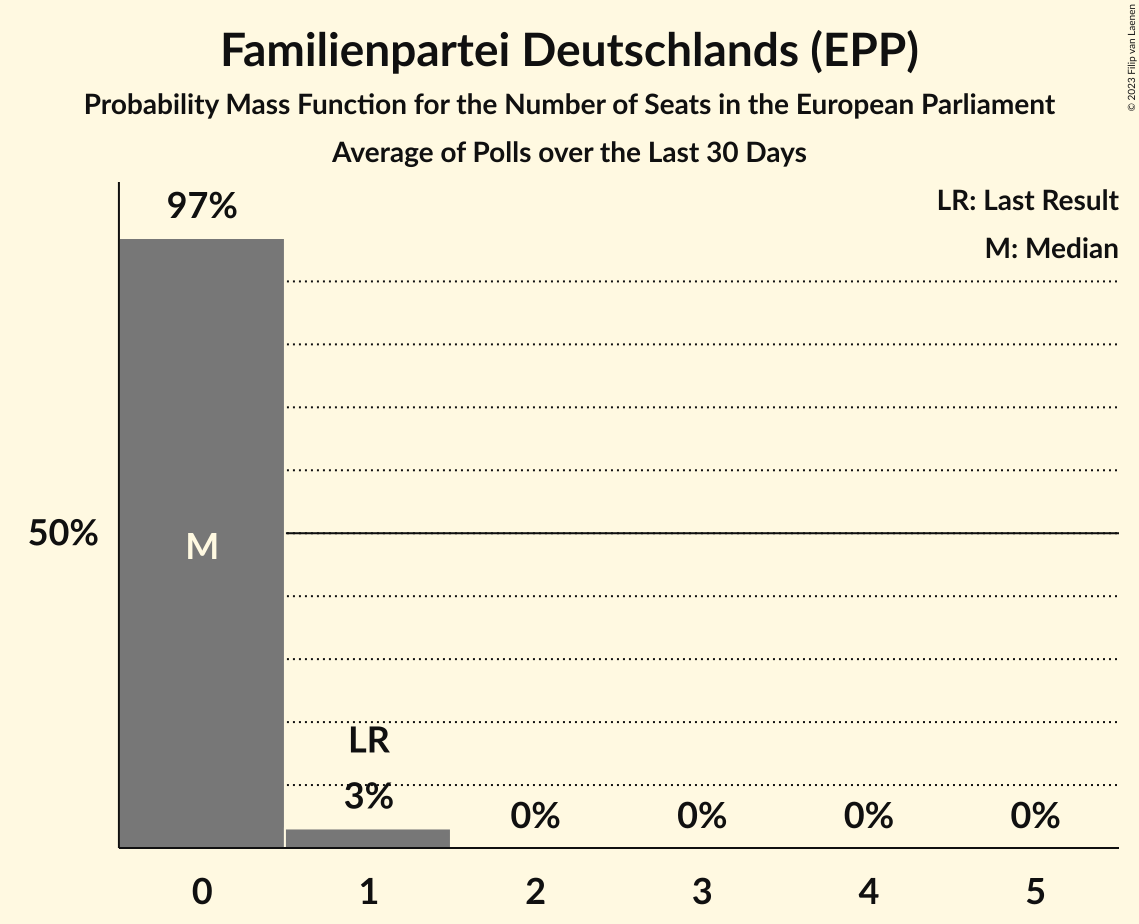 Familienpartei Deutschlands (EPP)
Probability Mass Function for the Number of Seats in the European Parliament
Average of Polls over the Last 30 Days
© 2023 Filip van Laenen
LR: Last Result
M: Median
97%
50%
M
LR
3%
0%
0%
0%
0%
0
1
2
3
4
5